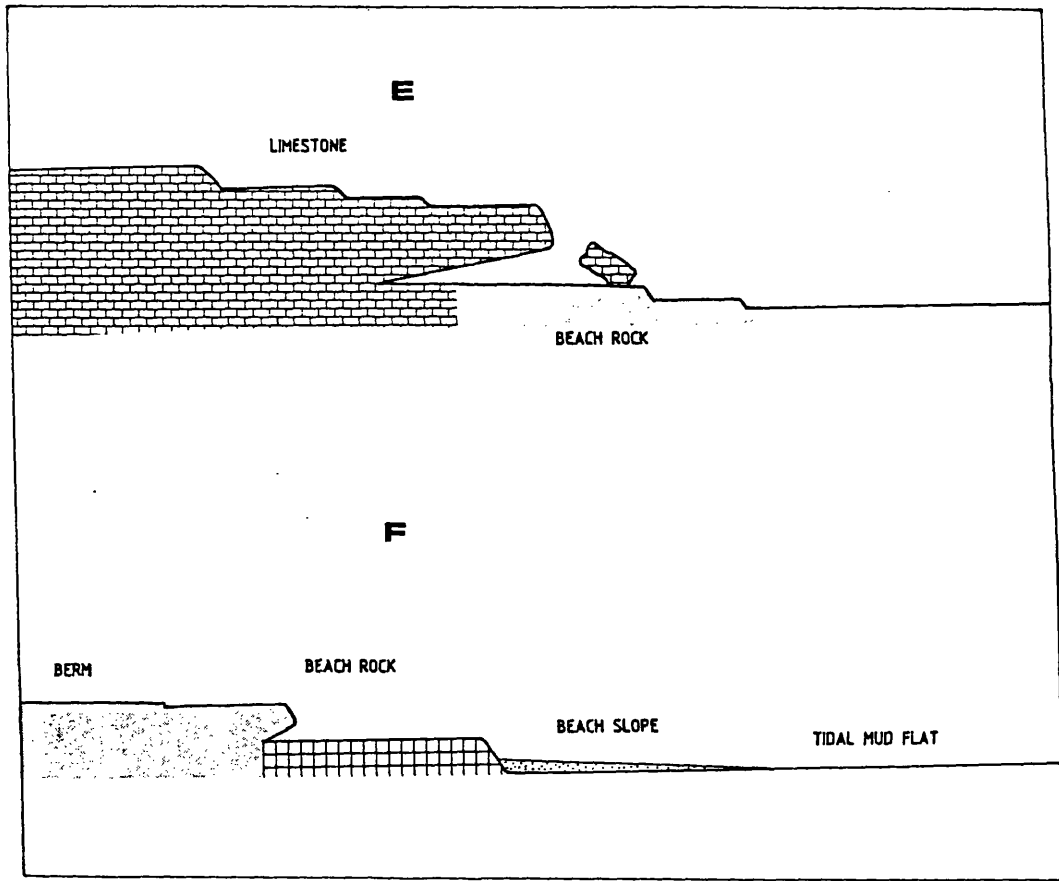 E
LIMESTONE
BEACH ROCK
F
BERM
BEACH ROCK
BEACH SLOPE
TIDAL MUD FLAT